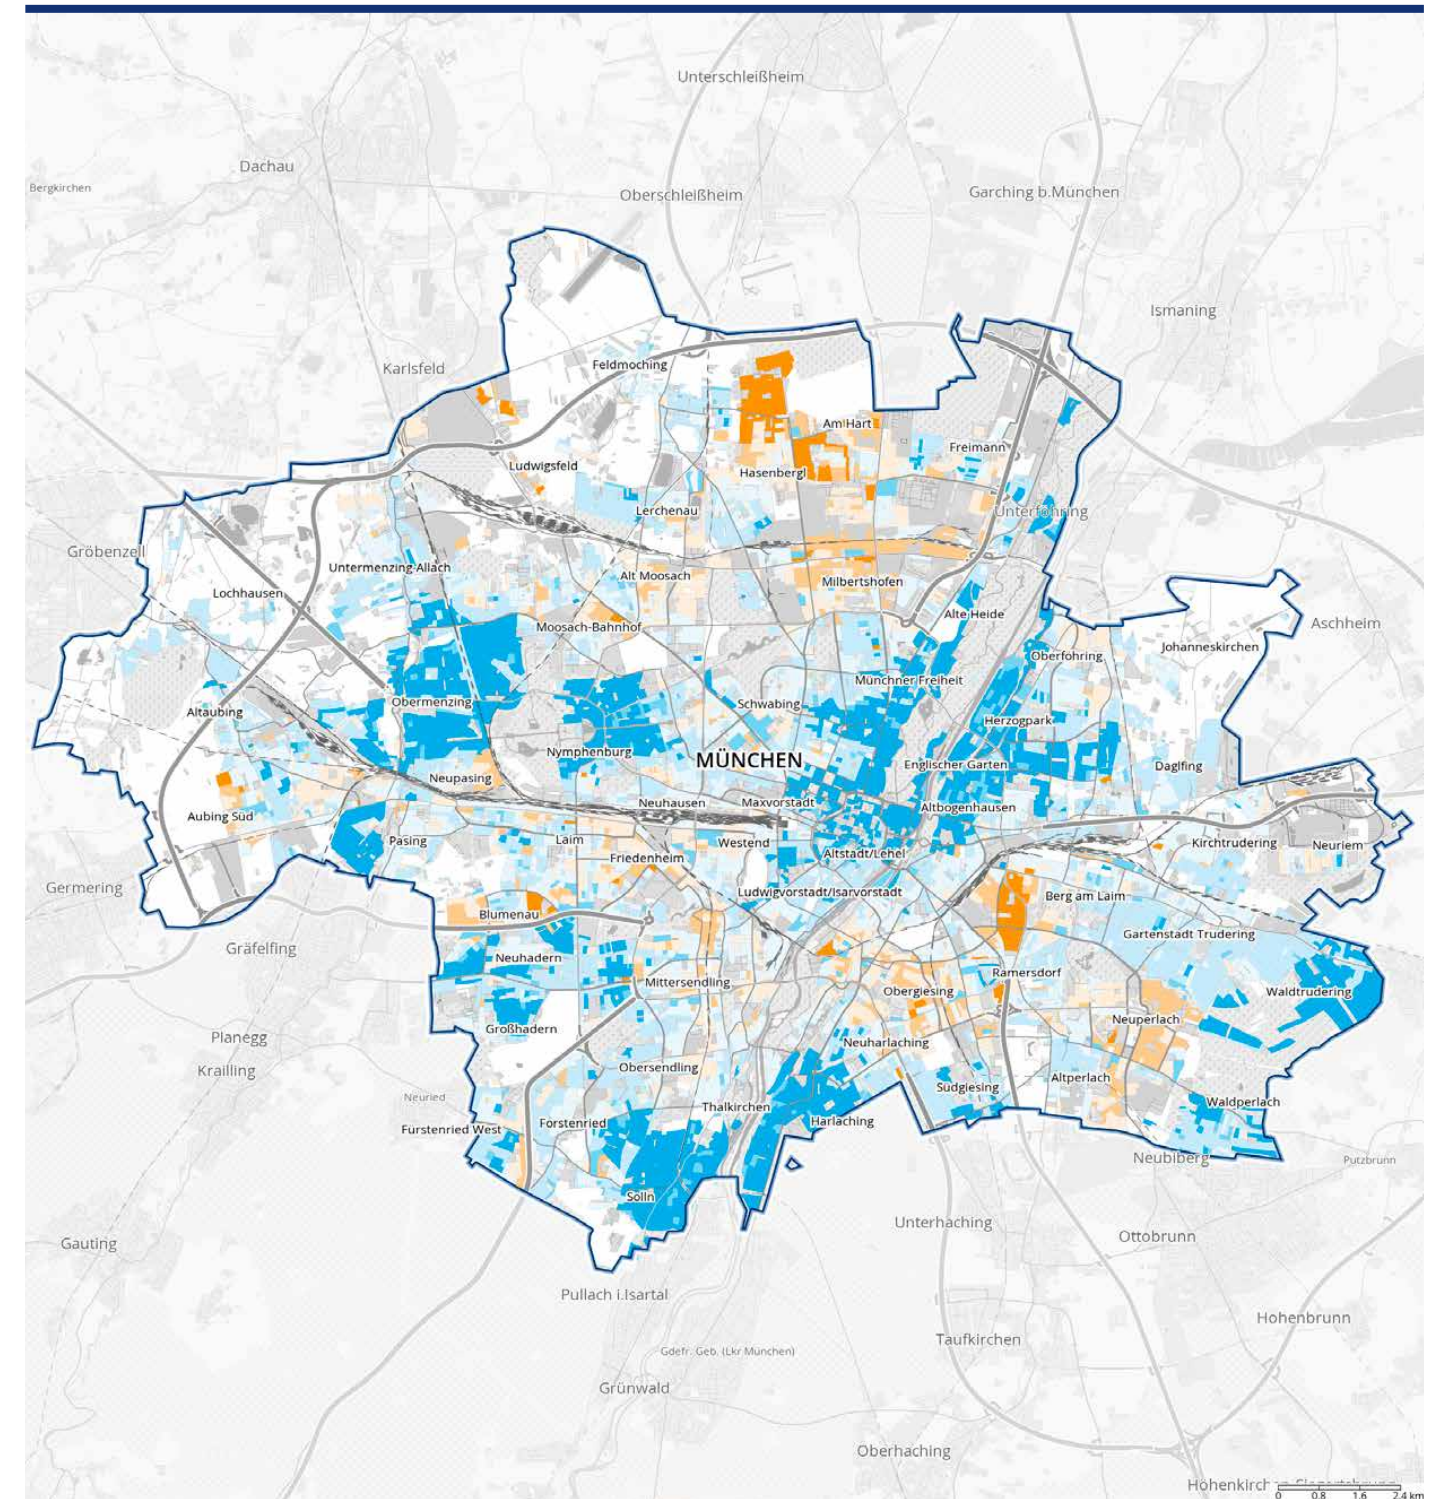 Unterschleißheim
Dachau
Bergkirchen
Oberschleißheim
Garching b.München
Ismaning
Karlsfeld
Feldmoching
Am Hart
Freimann
Ludwigsfeld
Hasenbergl
Lerchenau
Unterföhring
Gröbenzell
Untermenzing-Allach
Alt Moosach
Milbertshofen
Lochhausen
Alte Heide
Aschheim
Moosach-Bahnhof
Johanneskirchen
Oberföhring
Münchner Freiheit
Obermenzing
Schwabing
Altaubing
Herzogpark
Nymphenburg
MÜNCHEN
Englischer Garten
Daglfing
Neupasing
Neuhausen
Maxvorstadt
Altbogenhausen
Aubing Süd
Pasing
Laim
Westend
Kirchtrudering
Neuriem
Friedenheim
Altstadt/Lehel
Germering
Ludwigvorstadt/Isarvorstadt
Berg am Laim
Blumenau
Gartenstadt Trudering
Gräfelfing
Neuhadern
Ramersdorf
Mittersendling
Obergiesing
Waldtrudering
Neuperlach
Großhadern
Planegg
Neuharlaching
Krailling
Obersendling
Altperlach
Südgiesing
Neuried
Thalkirchen
Waldperlach
Fürstenried West
Forstenried
Harlaching
Neubiberg
Putzbrunn
Solln
Unterhaching
Ottobrunn
Gauting
Pullach i.Isartal
Hohenbrunn
Taufkirchen
Gdefr. Geb. (Lkr München)
Grünwald
Oberhaching
Höhenkirchen-Siegertsbrunn
0 0.8 1.6 2.4 km